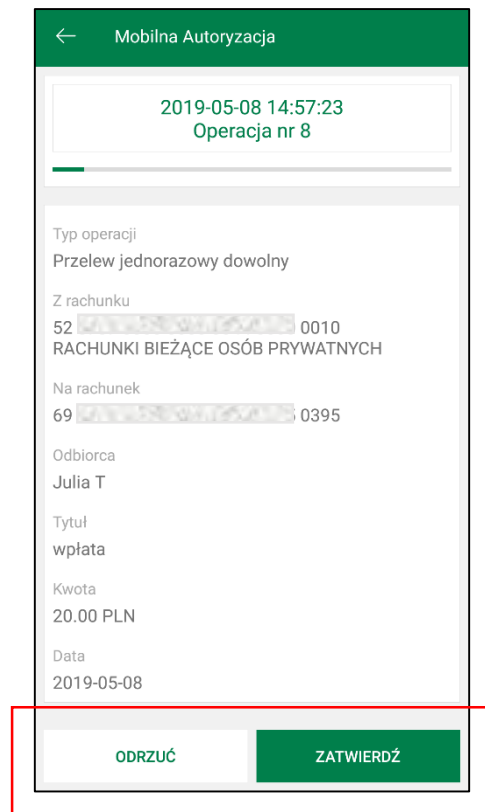 Mobilna Autoryzacja
2019-05-08 14:57:23
Operacja nr 8
Typ operacji
Przelew jednorazowy dowolny
Z rachunku
52 0010
RACHUNKI BIEŻĄCE OSÓB PRYWATNYCH
Na rachunek
69 0395
Odbiorca
Julia T
Tytuł
wpłata
Kwota
20.00 PLN
Data
2019-05-08
ODRZUĆ ZATWIERDŹ